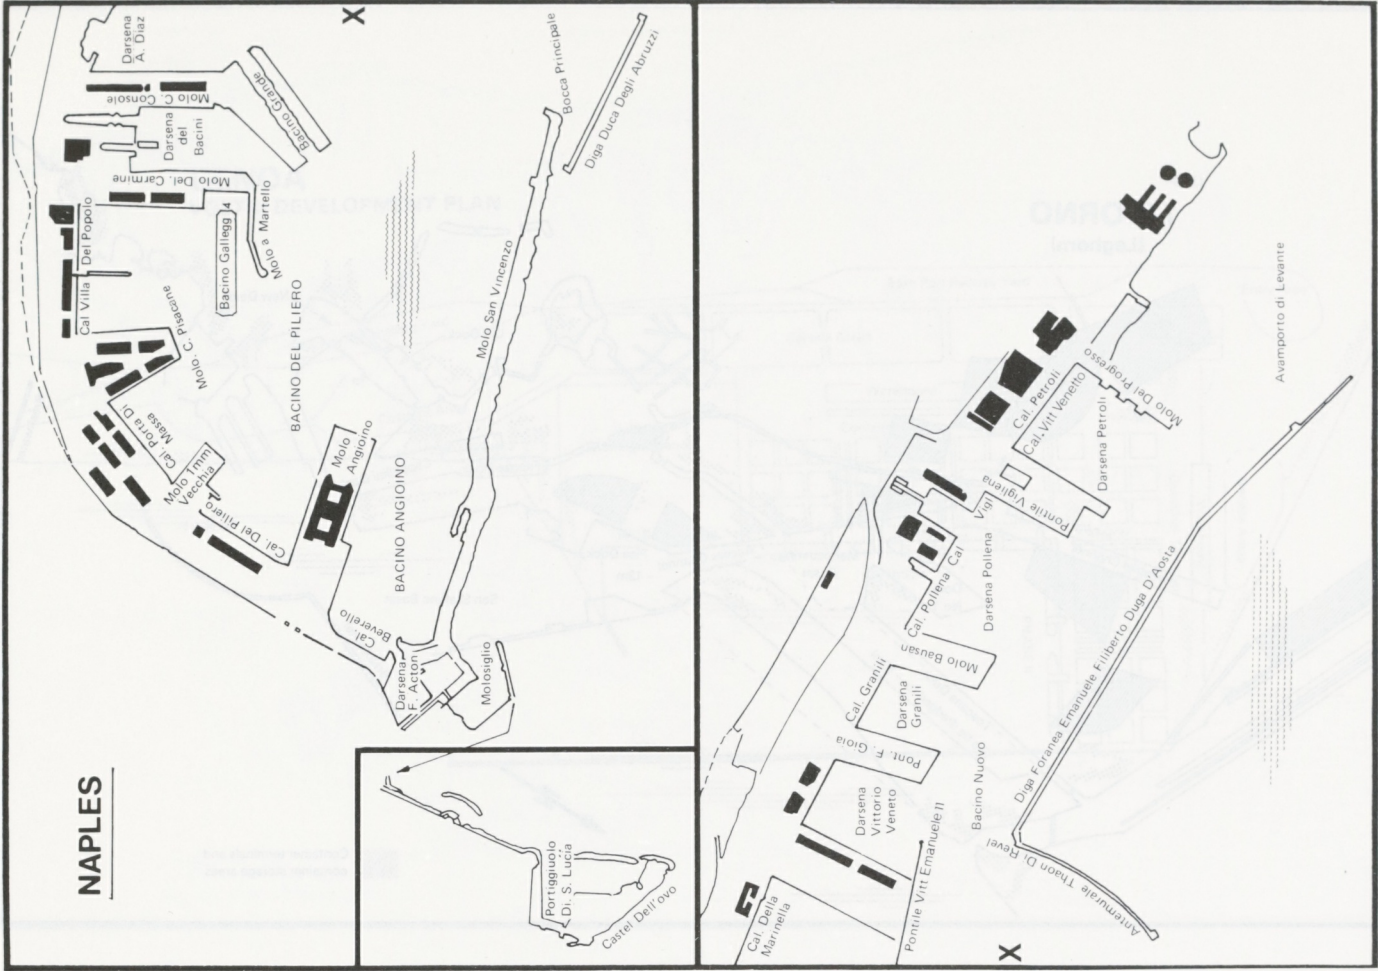 NAPLES
X
Darsena
A. Diaz
Molo C. Console
Bacino Grande
Darsena
del
Bacini
Molo Del. Carmine
Molo a Martello
Bacino Gallegg 4
Cal Villa Del Popolo
Molo. C. Pisacane
Cal. Porta Di
Massa
Molo 1mm
Vecchia
Cal. Del Piliero
BACINO DEL PILIERO
Molo
Angioino
BACINO ANGIOINO
Cal.
Beverello
Darsena
F. Acton
Molosiglio
Molo San Vincenzo
Bocca Principale
Diga Duca Degli Abruzzi
Portigguolo
Di. S. Lucia
Castel Dell'ovo
Avamporto di Levante
Molo Del Progresso
Cal. Petroli
Cal. Vitt Venetto
Darsena Petroli
Pontile Vigliena
Vigl
Cal. Pollena Cal
Darsena Pollena
Molo Bausan
Cal. Granili
Darsena
Granili
Pont. F. Gioia
Darsena
Vittorio
Veneto
Bacino Nuovo
Pontile Vitt Emanuele II
Cal. Della
Marinella
Diga Foranea Emanuele Filiberto Duga D'Aosta
Antemurale Thaon Di Revel
X